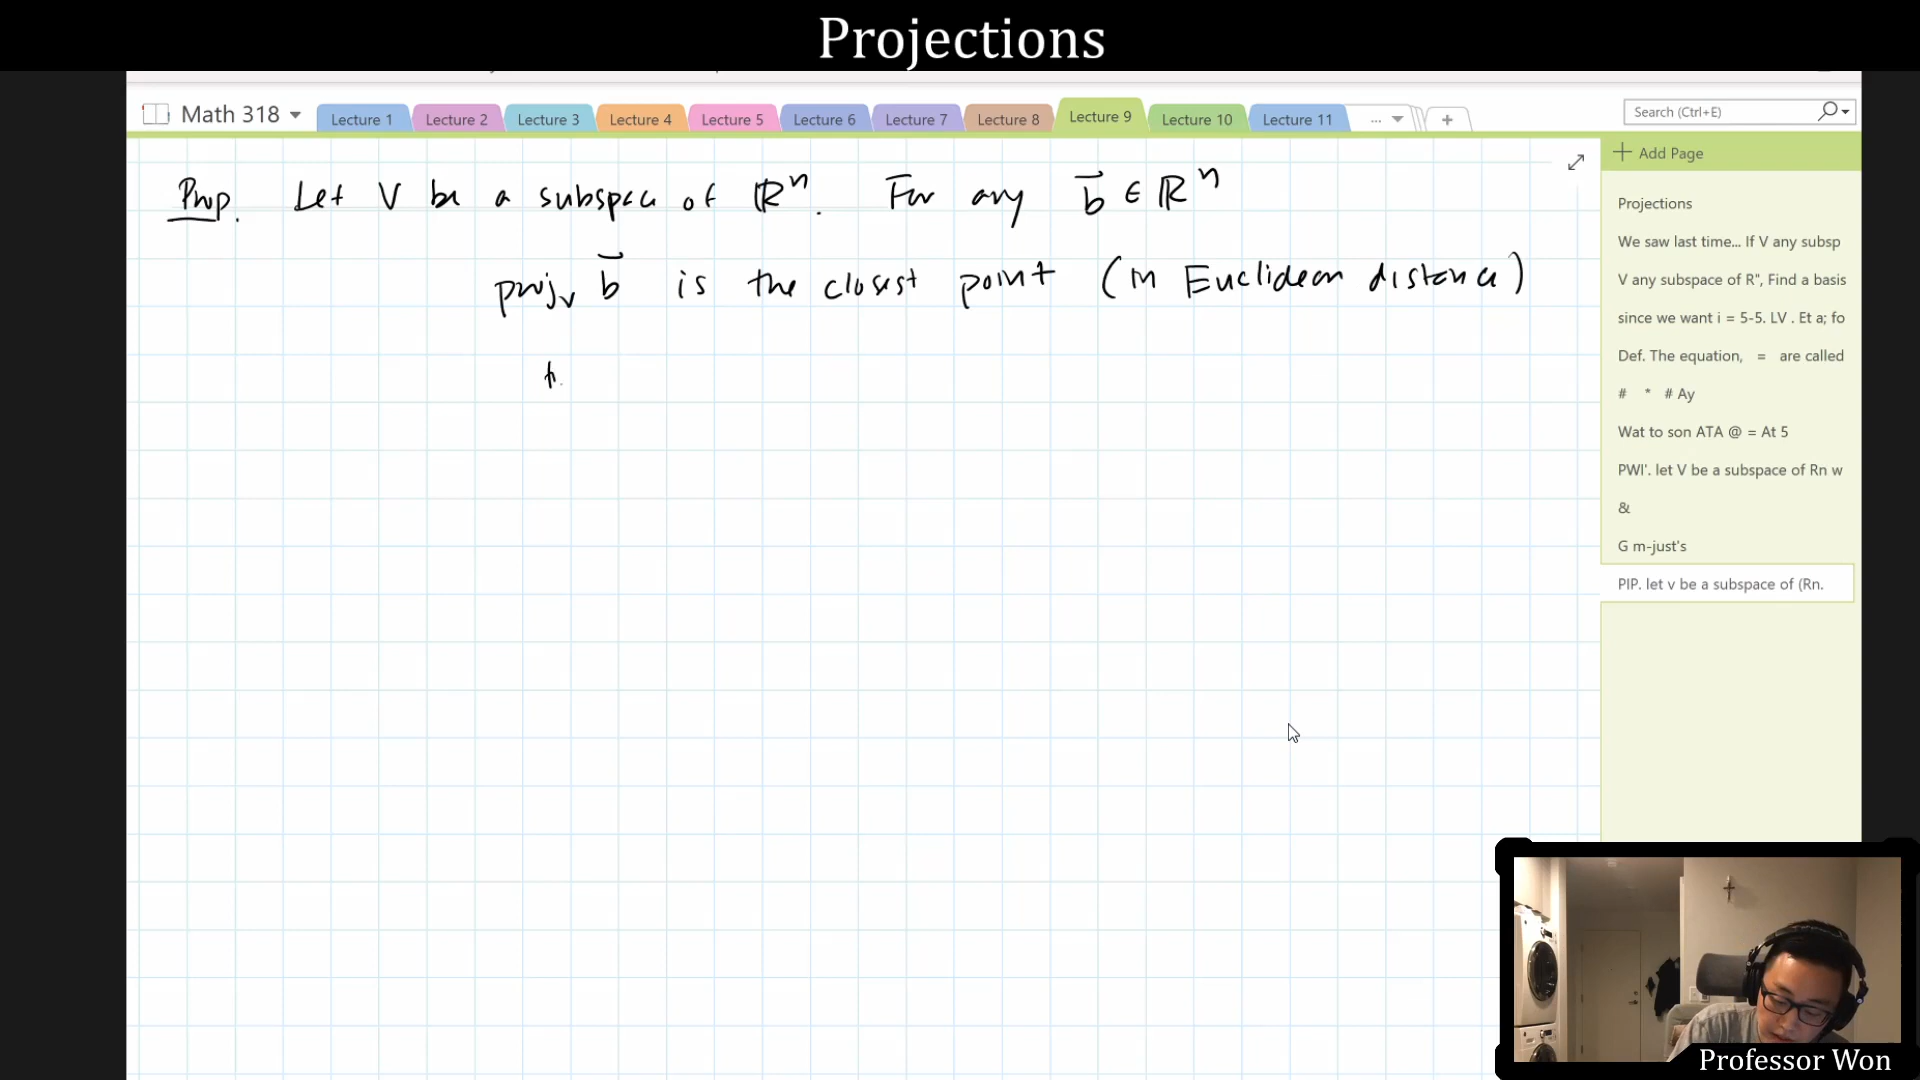 Projections
Math 318
Lecture 1
Lecture 2
Lecture 3
Lecture 4
Lecture 5
Lecture 6
Lecture 7
Lecture 8
Lecture 9
Lecture 10
Lecture 11
...
+
Search (Ctrl+E)
Prop. Let V be a subspace of ℝⁿ. For any b⃗ ∈ ℝⁿ
proj_V b⃗ is the closest point (in Euclidean distance)
+ Add Page
Projections
We saw last time... If V any subsp
V any subspace of R", Find a basis
since we want i = 5-5. LV . Et a; fo
Def. The equation, = are called
# * # Ay
Wat to son ATA @ = At 5
PWI'. let V be a subspace of Rn w
&
G m-just's
PIP. let v be a subspace of (Rn.
Professor Won